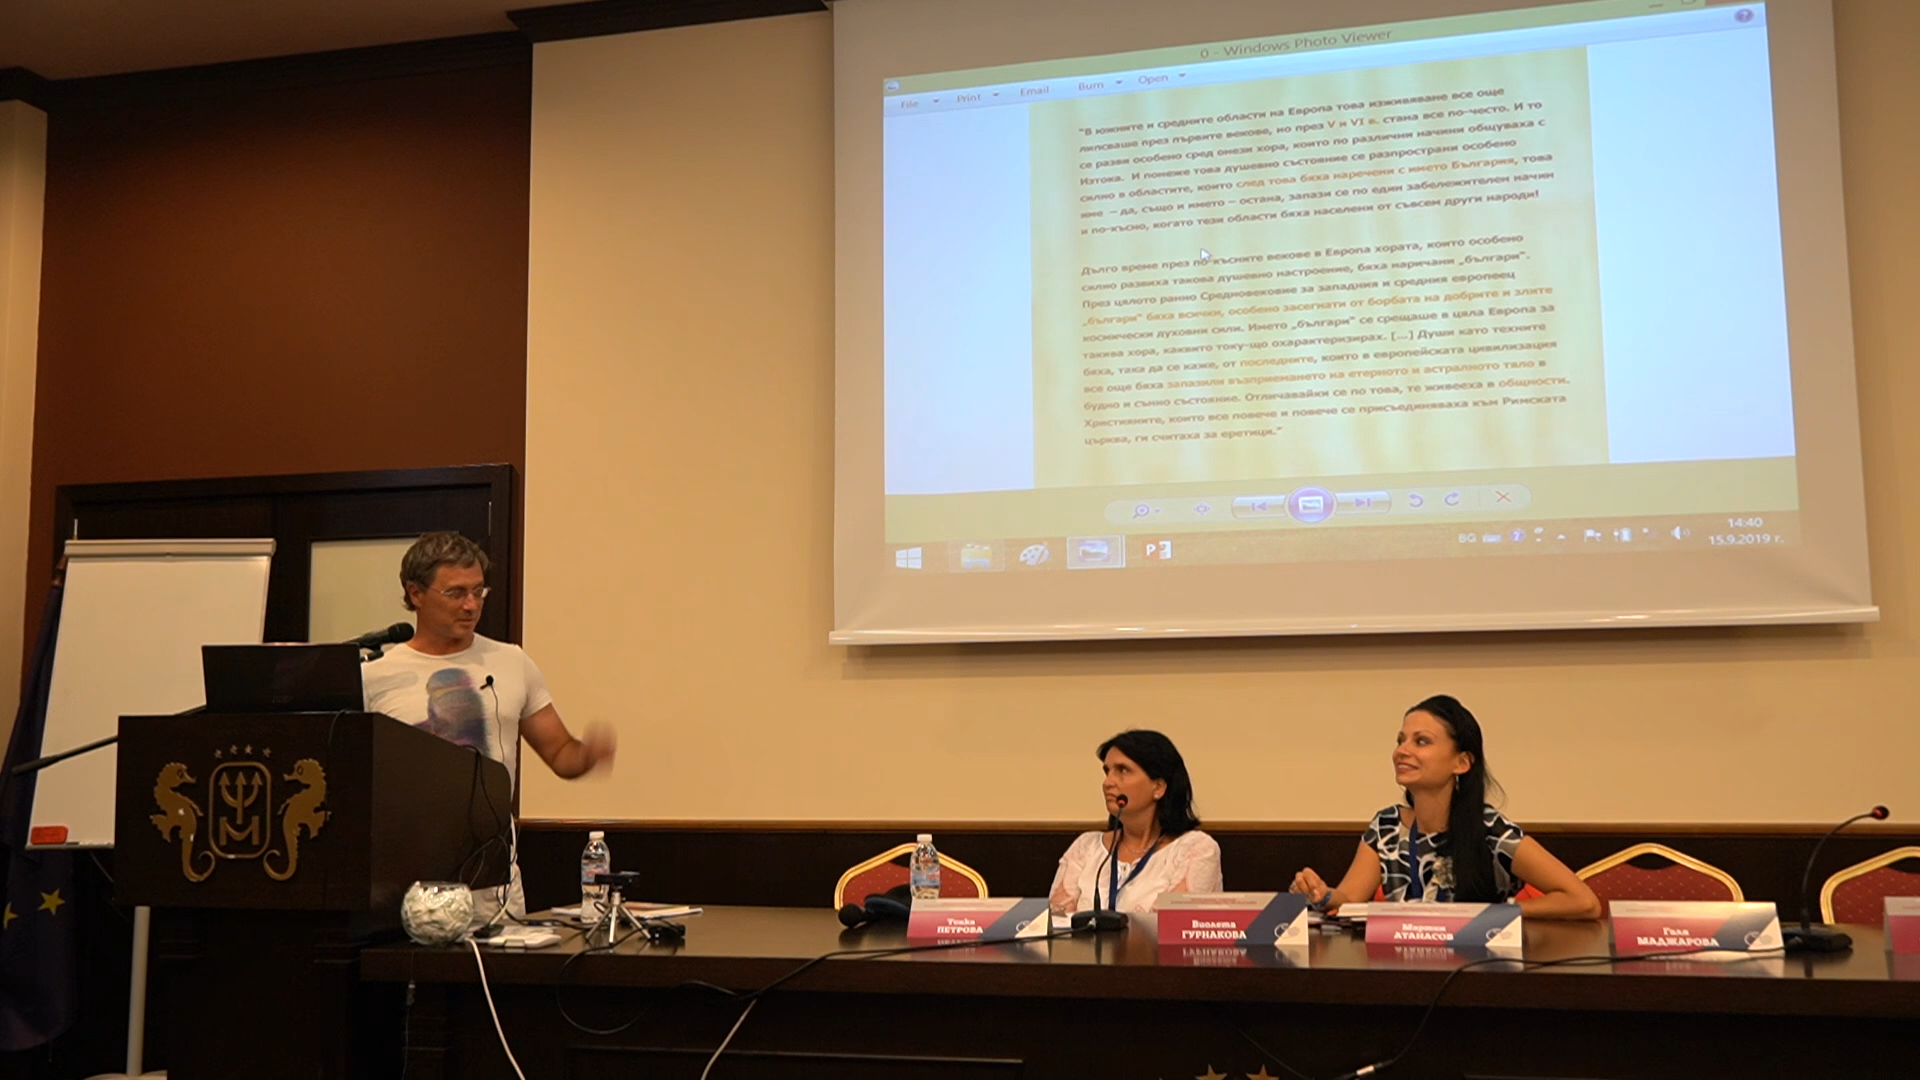 0 - Windows Photo Viewer
File Print Email Burn Open
"В южните и средните области на Европа това изживяване все още
липсваше през първите векове, но през V и VI в. стана все по-често. И то
се разви особено сред онези хора, които по различни начини общуваха с
Изтока. И понеже това душевно състояние се разпространи особено
силно в областите, които след това бяха наречени с името България, това
име – да, също и името – остана, запази се по един забележителен начин
и по-късно, когато тези области бяха населени от съвсем други народи!
Дълго време през по-късните векове в Европа хората, които особено
силно развиха такова душевно настроение, бяха наричани „българи".
През цялото ранно Средновековие за западния и средния европеец
„българи" бяха всички, особено засегнати от борбата на добрите и злите
космически духовни сили. Името „българи" се срещаше в цяла Европа за
такива хора, каквито току-що охарактеризирах. [...] Души като техните
бяха, така да се каже, от последните, които в европейската цивилизация
все още бяха запазили възприемането на етерното и астралното тяло в
будно и сънно състояние. Отличавайки се по това, те живееха в общности.
Християните, които все повече и повече се присъединяваха към Римската
църква, ги считаха за еретици."
BG
14:40
15.9.2019 г.
M
Тонка
ПЕТРОВА
Виолета
ГУРНАКОВА
Мартин
АТАНАСОВ
Галя
МАДЖАРОВА